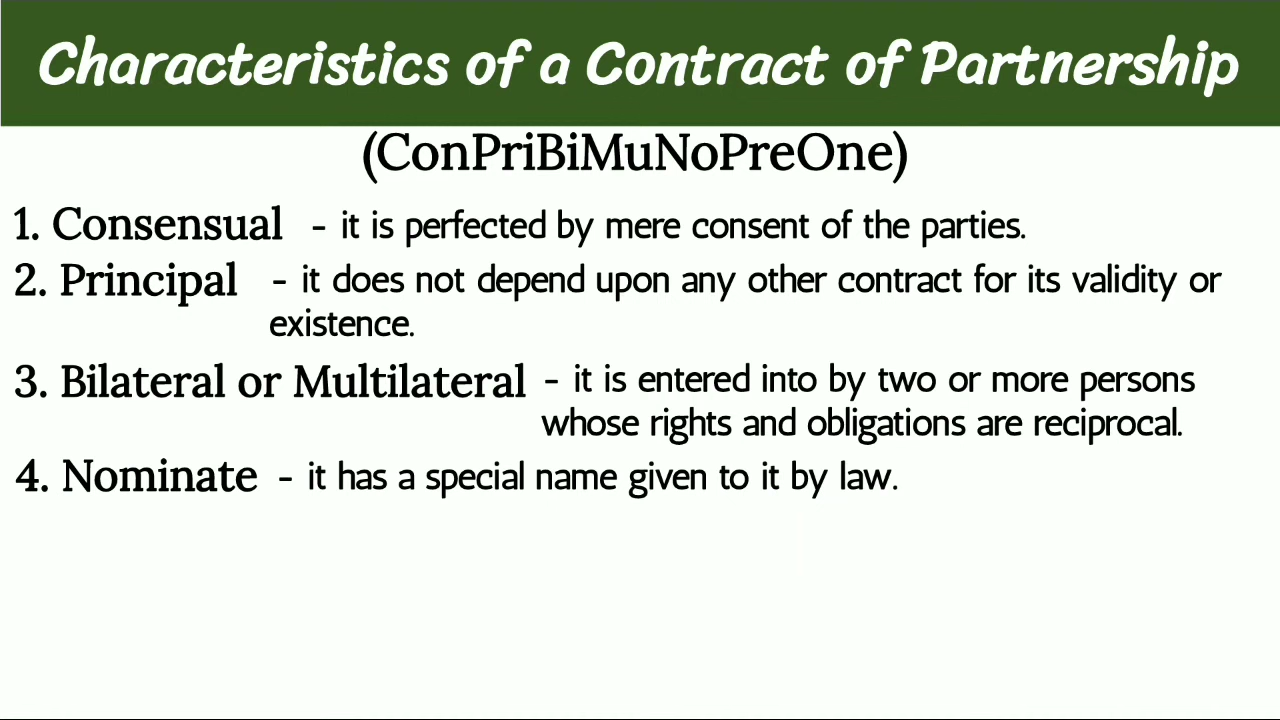 Characteristics of a Contract of Partnership
(ConPriBiMuNoPreOne)
1. Consensual - it is perfected by mere consent of the parties.
2. Principal - it does not depend upon any other contract for its validity or
existence.
3. Bilateral or Multilateral - it is entered into by two or more persons
whose rights and obligations are reciprocal.
4. Nominate - it has a special name given to it by law.